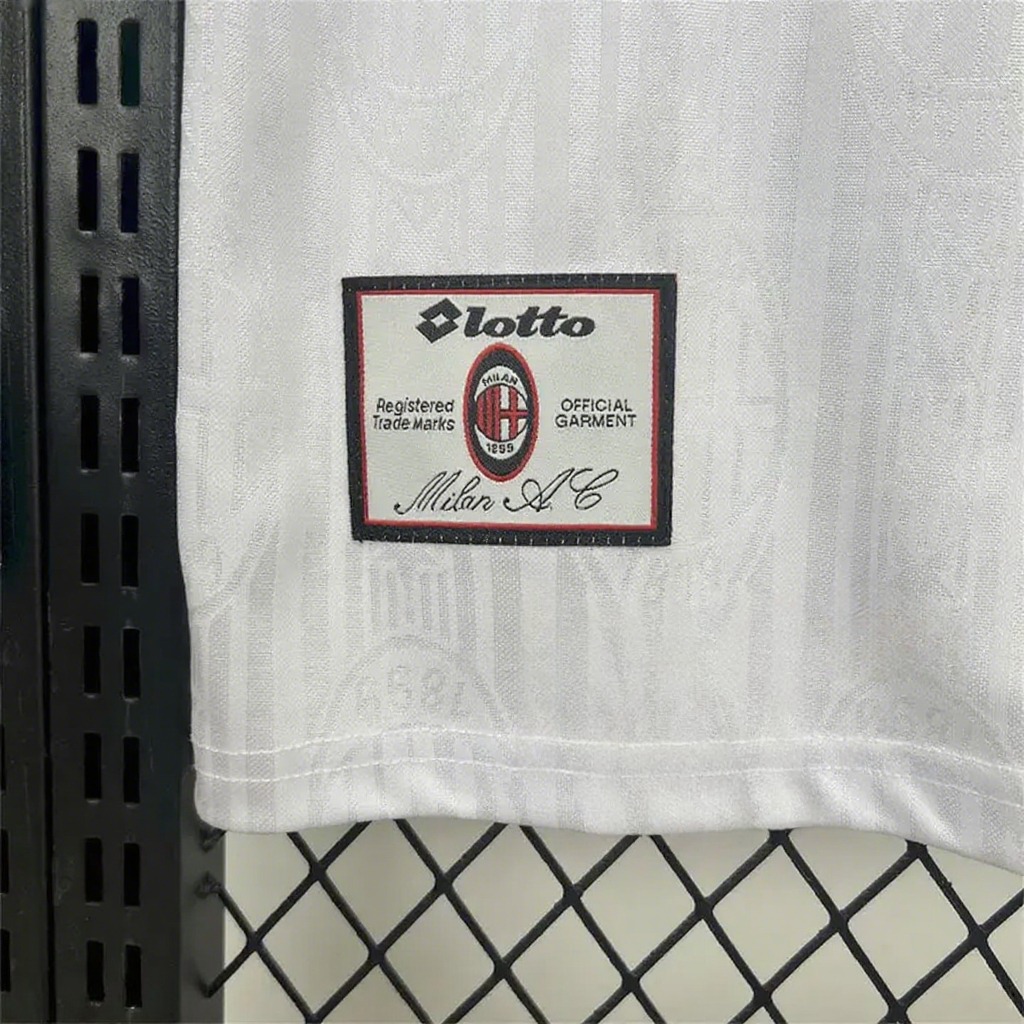 lotto
MILAN
Registered
Trade Marks
OFFICIAL
GARMENT
1899
Milan A.C